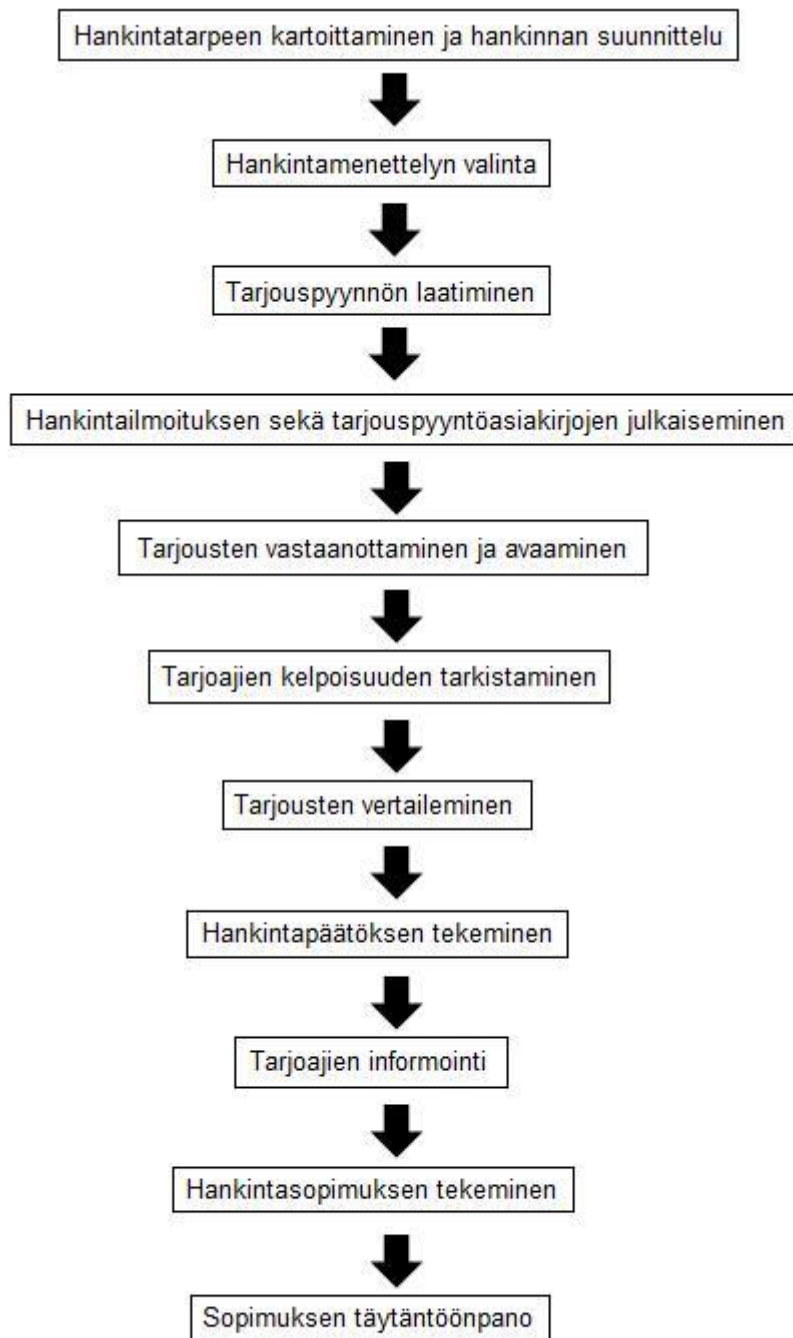 Hankintatarpeen kartoittaminen ja hankinnan suunnittelu
Hankintamenettelyn valinta
Tarjouspyynnön laatiminen
Hankintailmoituksen sekä tarjouspyyntöasiakirjojen julkaiseminen
Tarjousten vastaanottaminen ja avaaminen
Tarjoajien kelpoisuuden tarkistaminen
Tarjousten vertaileminen
Hankintapäätöksen tekeminen
Tarjoajien informointi
Hankintasopimuksen tekeminen
Sopimuksen täytäntöönpano